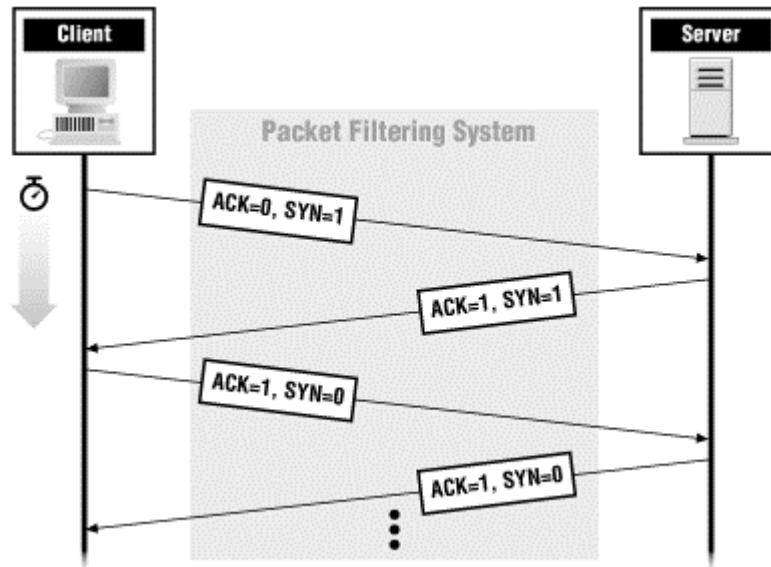 Client
Server
Packet Filtering System
ACK=0, SYN=1
ACK=1, SYN=1
ACK=1, SYN=0
ACK=1, SYN=0